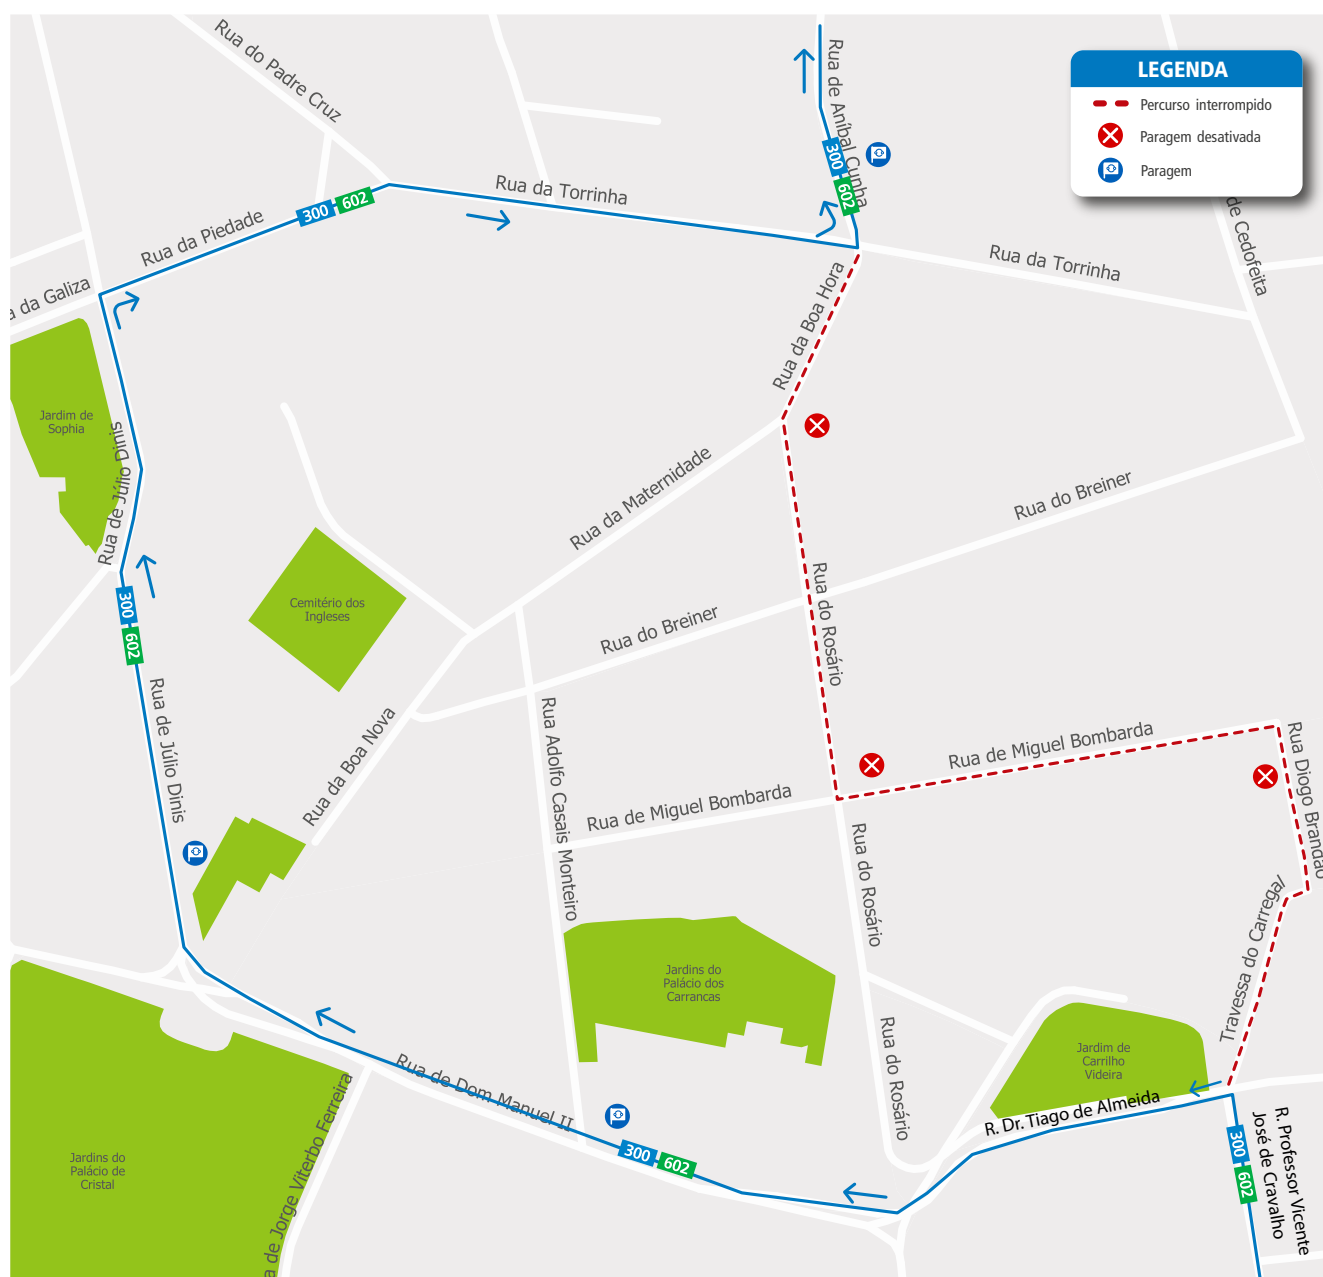 LEGENDA
Percurso interrompido
Paragem desativada
Paragem
Rua do Padre Cruz
Rua de Aníbal Cunha
300
602
Rua da Torrinha
300
602
Rua da Piedade
de Cedofeita
Rua da Torrinha
a da Galiza
Rua da Boa Hora
Jardim de
Sophia
Rua de Júlio Dinis
Rua da Maternidade
Rua do Breiner
Rua do Rosário
Cemitério dos
Ingleses
300
602
Rua do Breiner
Rua de Júlio Dinis
Rua da Boa Nova
Rua Adolfo Casais Monteiro
Rua de Miguel Bombarda
Rua Diogo Brandão
Rua de Miguel Bombarda
Rua do Rosário
Travessa do Carregal
Jardins do
Palácio dos
Carrancas
Rua do Rosário
Jardim de
Carrilho
Videira
Rua de Dom Manuel II
R. Dr. Tiago de Almeida
300
602
R. Professor Vicente
José de Cravalho
300
602
Jardins do
Palácio de
Cristal
a de Jorge Viterbo Ferreira